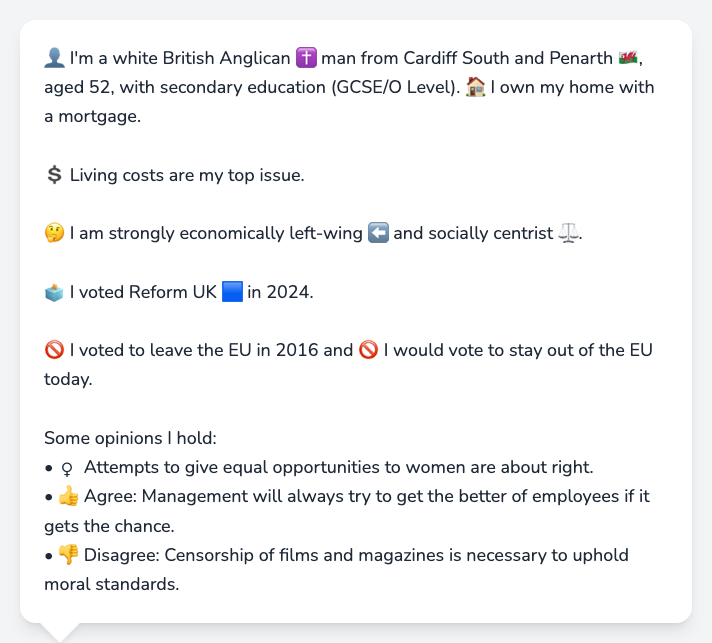 👤 I'm a white British Anglican ✝️ man from Cardiff South and Penarth 🏴󠁧󠁢󠁷󠁬󠁳󠁿,
aged 52, with secondary education (GCSE/O Level). 🏠 I own my home with
a mortgage.
💲 Living costs are my top issue.
🤔 I am strongly economically left-wing ⬅️ and socially centrist ⚖️.
🗳️ I voted Reform UK 🟦 in 2024.
🚫 I voted to leave the EU in 2016 and 🚫 I would vote to stay out of the EU
today.
Some opinions I hold:
• ♀ Attempts to give equal opportunities to women are about right.
• 👍 Agree: Management will always try to get the better of employees if it
gets the chance.
• 👎 Disagree: Censorship of films and magazines is necessary to uphold
moral standards.